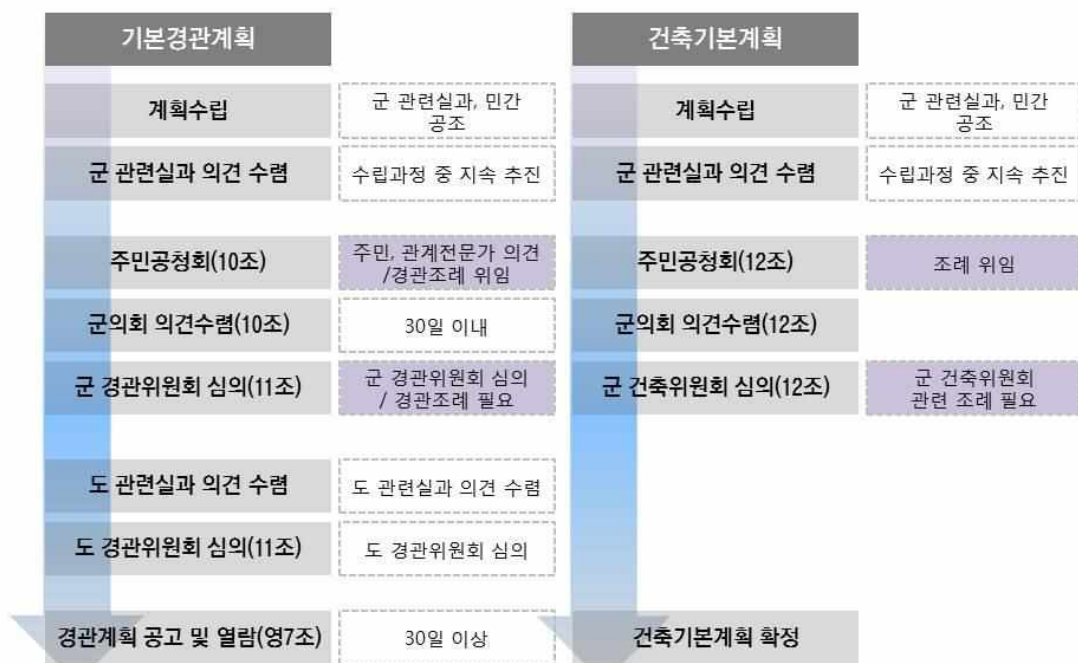 기본경관계획
계획수립
군 관련실과, 민간
공조
군 관련실과 의견 수렴
수립과정 중 지속 추진
주민공청회(10조)
주민, 관계전문가 의견
/경관조례 위임
군의회 의견수렴(10조)
30일 이내
군 경관위원회 심의(11조)
군 경관위원회 심의
/ 경관조례 필요
도 관련실과 의견 수렴
도 관련실과 의견 수렴
도 경관위원회 심의(11조)
도 경관위원회 심의
경관계획 공고 및 열람(영7조)
30일 이상
건축기본계획
계획수립
군 관련실과, 민간
공조
군 관련실과 의견 수렴
수립과정 중 지속 추진
주민공청회(12조)
조례 위임
군의회 의견수렴(12조)
군 건축위원회 심의(12조)
군 건축위원회
관련 조례 필요
건축기본계획 확정